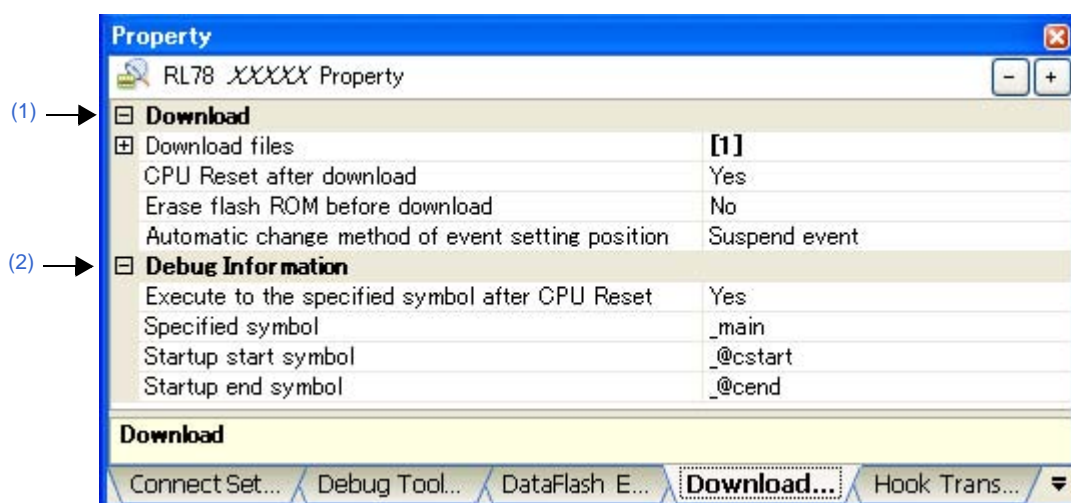 Property
RL78 XXXXX Property
- +
(1) Download
Download files [1]
CPU Reset after download Yes
Erase flash ROM before download No
Automatic change method of event setting position Suspend event
(2) Debug Information
Execute to the specified symbol after CPU Reset Yes
Specified symbol _main
Startup start symbol _@cstart
Startup end symbol _@cend
Download
Connect Set... Debug Tool... DataFlash E... Download... Hook Trans...